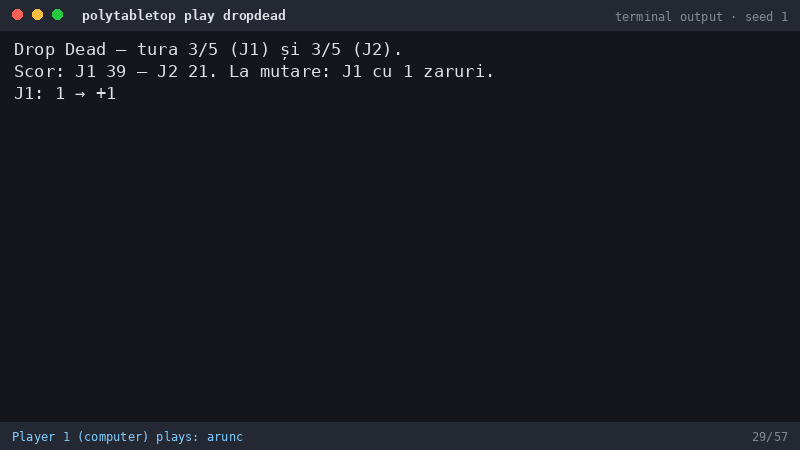 polytabletop play dropdead
terminal output · seed 1
Drop Dead — tura 3/5 (J1) și 3/5 (J2).
Scor: J1 39 — J2 21. La mutare: J1 cu 1 zaruri.
J1: 1 → +1
Player 1 (computer) plays: arunc
29/57